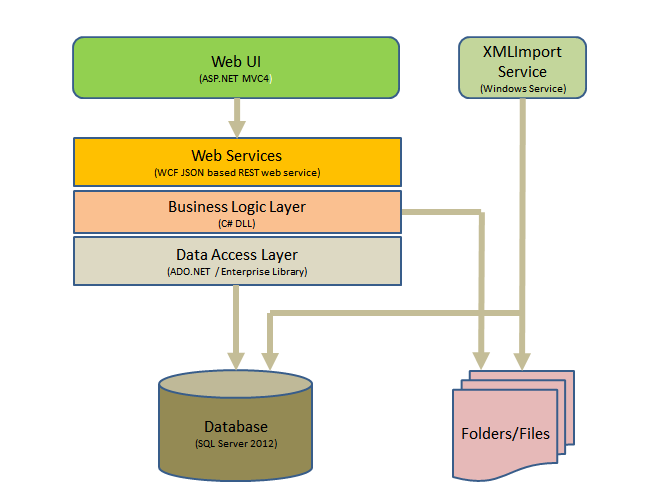 Web UI
(ASP.NET MVC4)
XMLImport
Service
(Windows Service)
Web Services
(WCF JSON based REST web service)
Business Logic Layer
(C# DLL)
Data Access Layer
(ADO.NET / Enterprise Library)
Database
(SQL Server 2012)
Folders/Files